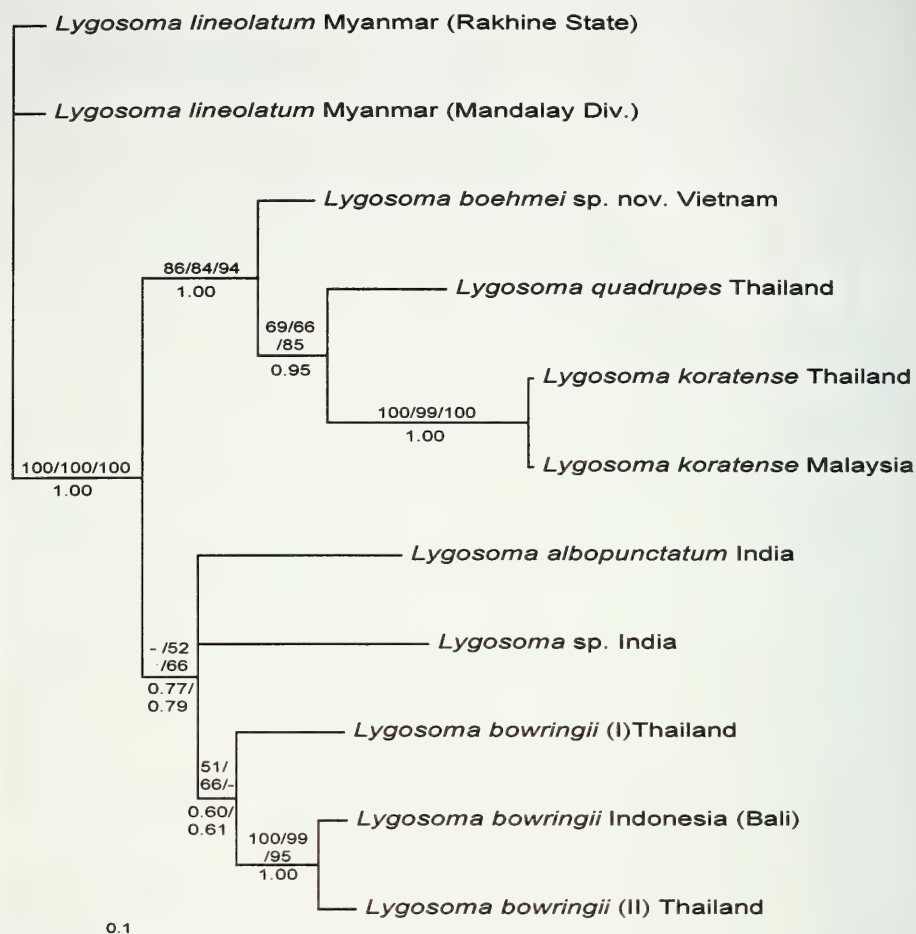 Lygosoma lineolatum Myanmar (Rakhine State)
Lygosoma lineolatum Myanmar (Mandalay Div.)
Lygosoma boehmei sp. nov. Vietnam
86/84/94
1.00
Lygosoma quadrupes Thailand
69/66
/85
0.95
Lygosoma koratense Thailand
100/99/100
1.00
Lygosoma koratense Malaysia
100/100/100
1.00
Lygosoma albopunctatum India
Lygosoma sp. India
- /52
/66
0.77/
0.79
Lygosoma bowringii (I)Thailand
51/
66/-
0.60/
0.61
Lygosoma bowringii Indonesia (Bali)
100/99
/95
1.00
Lygosoma bowringii (II) Thailand
0.1